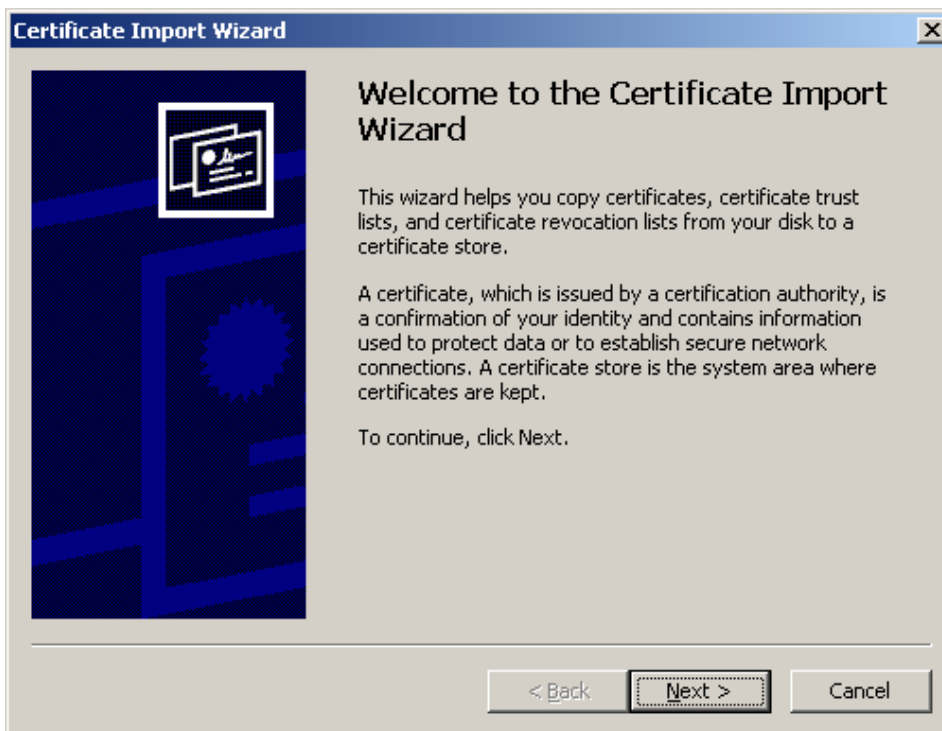 Certificate Import Wizard
Welcome to the Certificate Import
Wizard
This wizard helps you copy certificates, certificate trust
lists, and certificate revocation lists from your disk to a
certificate store.
A certificate, which is issued by a certification authority, is
a confirmation of your identity and contains information
used to protect data or to establish secure network
connections. A certificate store is the system area where
certificates are kept.
To continue, click Next.
< Back
Next >
Cancel